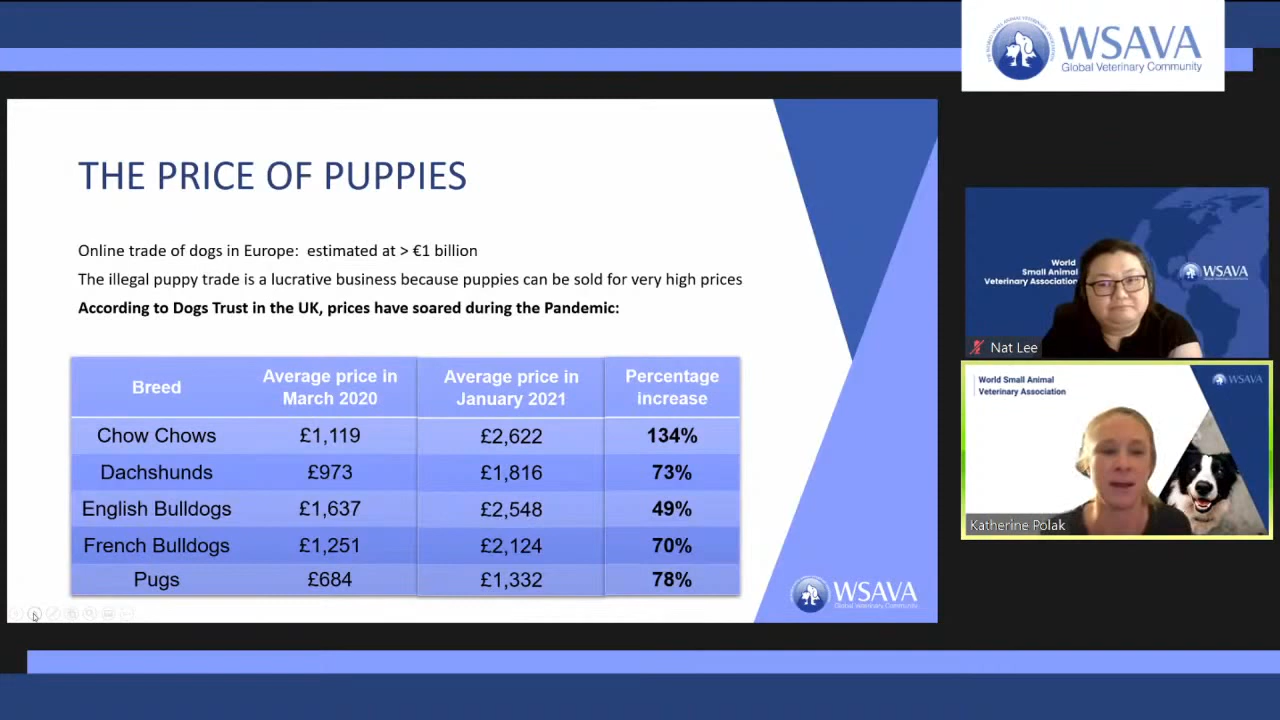 WSAVA
Global Veterinary Community
THE PRICE OF PUPPIES
Online trade of dogs in Europe: estimated at > €1 billion
The illegal puppy trade is a lucrative business because puppies can be sold for very high prices
According to Dogs Trust in the UK, prices have soared during the Pandemic:
Breed Average price in March 2020 Average price in January 2021 Percentage increase
Chow Chows £1,119 £2,622 134%
Dachshunds £973 £1,816 73%
English Bulldogs £1,637 £2,548 49%
French Bulldogs £1,251 £2,124 70%
Pugs £684 £1,332 78%
WSAVA
Global Veterinary Community
World
Small Animal
Veterinary Association
WSAVA
Nat Lee
World Small Animal
Veterinary Association
WSAVA
Katherine Polak